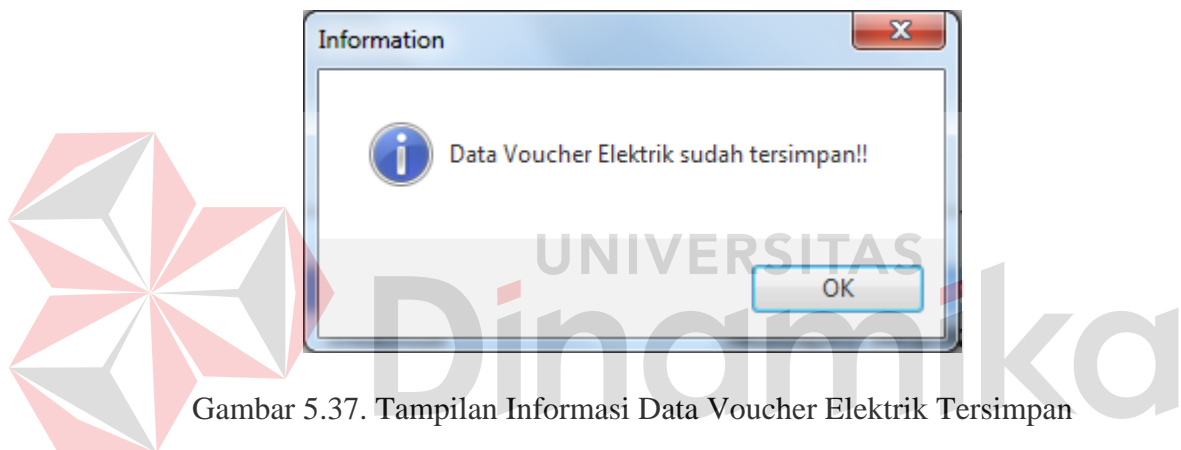 Information
Data Voucher Elektrik sudah tersimpan!!
UNIVERSITAS
OK
Dinamika
Gambar 5.37. Tampilan Informasi Data Voucher Elektrik Tersimpan